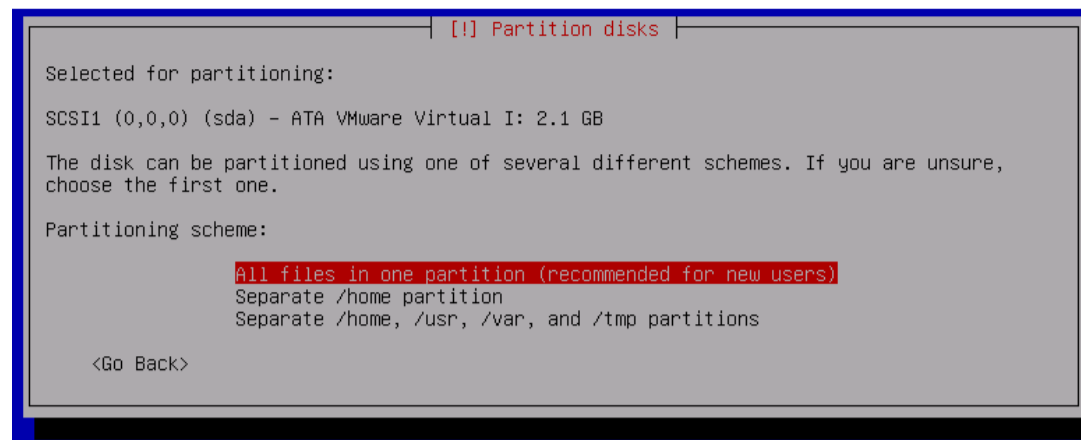 [!] Partition disks
Selected for partitioning:
SCSI1 (0,0,0) (sda) – ATA VMware Virtual I: 2.1 GB
The disk can be partitioned using one of several different schemes. If you are unsure,
choose the first one.
Partitioning scheme:
All files in one partition (recommended for new users)
Separate /home partition
Separate /home, /usr, /var, and /tmp partitions
<Go Back>